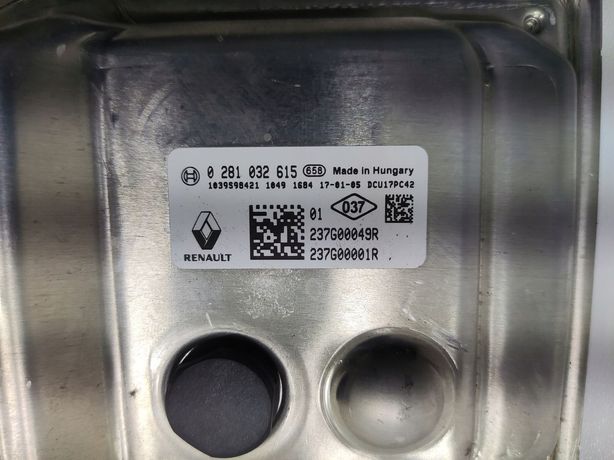 0 281 032 615 658 Made in Hungary
1039S98421 1049 1684 17-01-05 DCU17PC42
01 037
237G00049R
RENAULT 237G00001R